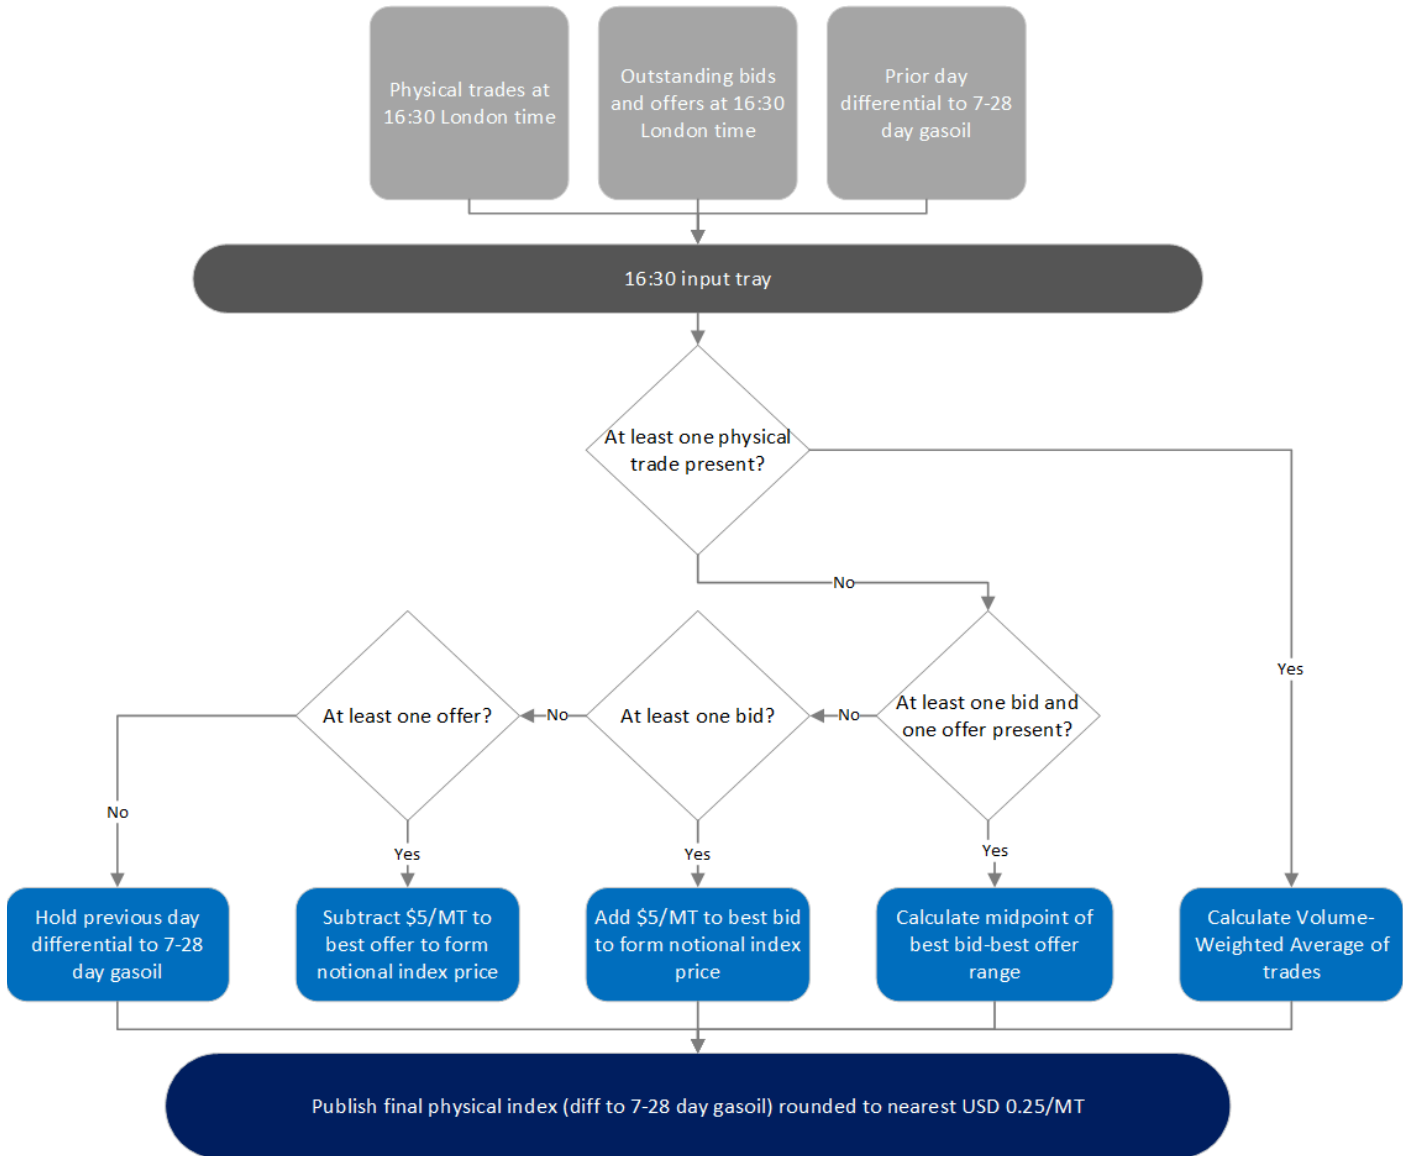 Physical trades at
16:30 London time
Outstanding bids
and offers at 16:30
London time
Prior day
differential to 7-28
day gasoil
16:30 input tray
At least one physical
trade present?
No
Yes
At least one offer?
No
At least one bid?
No
At least one bid and
one offer present?
No
Yes
Yes
Yes
Hold previous day
differential to 7-28
day gasoil
Subtract $5/MT to
best offer to form
notional index price
Add $5/MT to best bid
to form notional index
price
Calculate midpoint of
best bid-best offer
range
Calculate Volume-
Weighted Average of
trades
Publish final physical index (diff to 7-28 day gasoil) rounded to nearest USD 0.25/MT